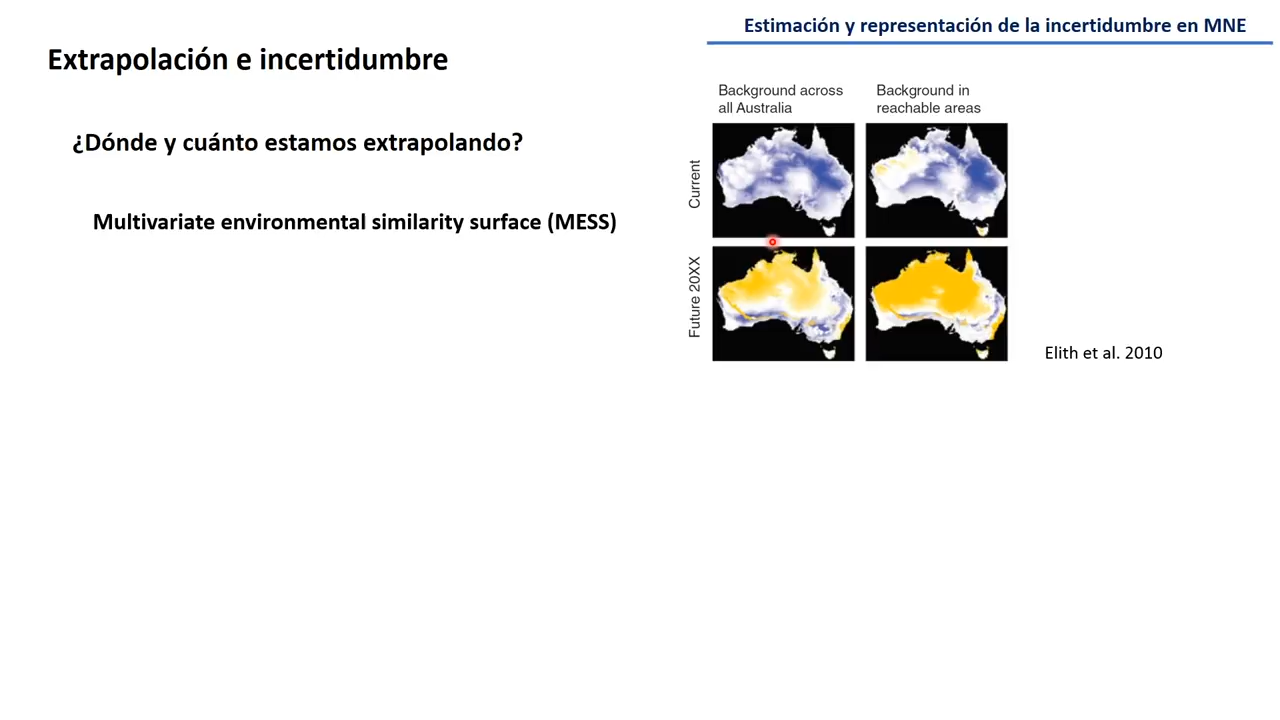 Estimación y representación de la incertidumbre en MNE
Extrapolación e incertidumbre
¿Dónde y cuánto estamos extrapolando?
Multivariate environmental similarity surface (MESS)
Background across
all Australia
Background in
reachable areas
Current
Future 20XX
Elith et al. 2010